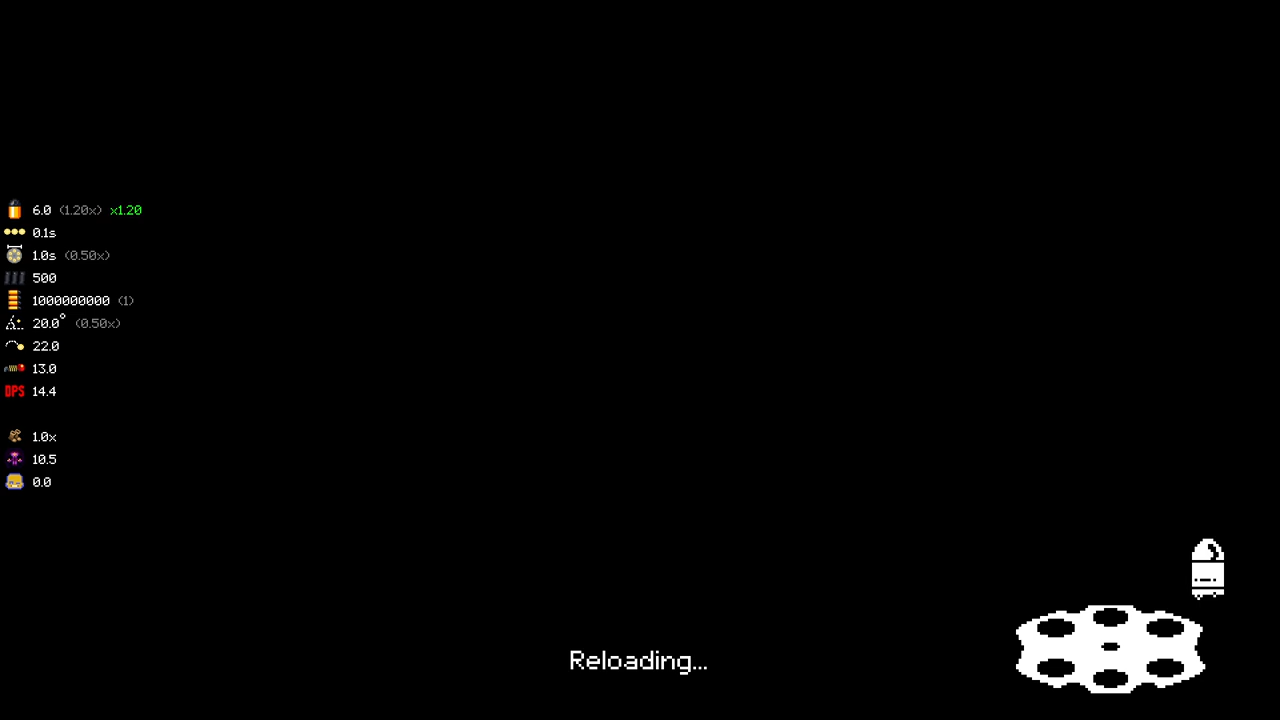 6.0 (1.20x) x1.20
0.1s
1.0s (0.50x)
500
1000000000 (1)
20.0° (0.50x)
22.0
13.0
DPS 14.4
1.0x
10.5
0.0
Reloading...